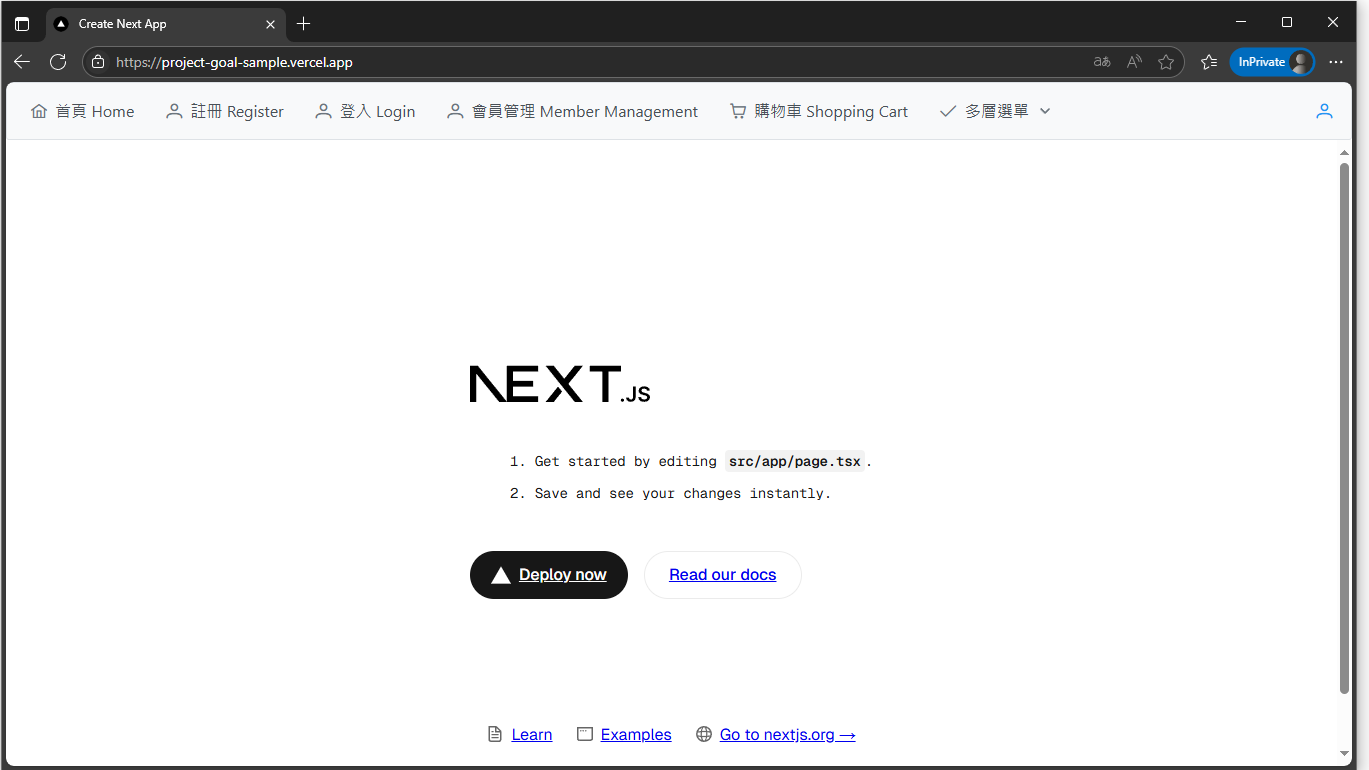 Create Next App
https://project-goal-sample.vercel.app
aあ
A
InPrivate
首頁 Home 註冊 Register 登入 Login 會員管理 Member Management 購物車 Shopping Cart 多層選單
NEXT.JS
1. Get started by editing src/app/page.tsx.
2. Save and see your changes instantly.
Deploy now Read our docs
Learn Examples Go to nextjs.org →